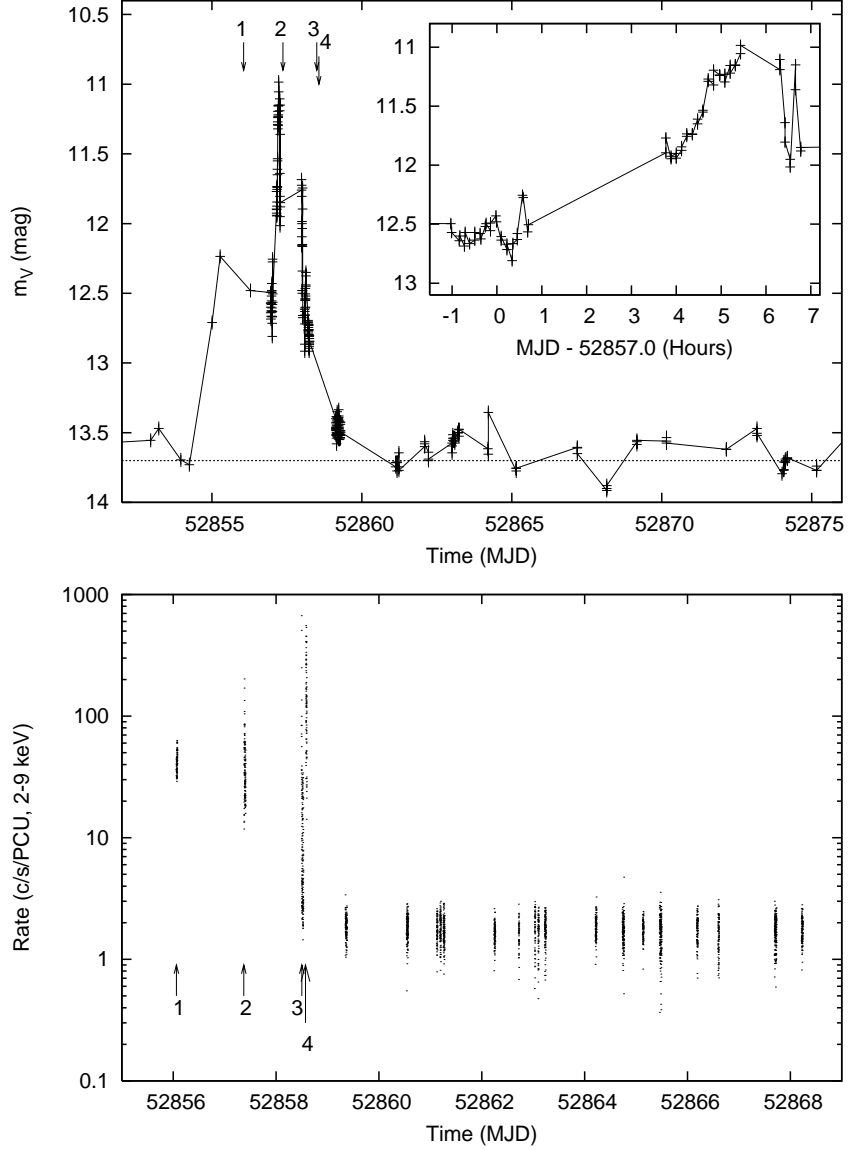 10.5
11
11.5
12
12.5
13
13.5
14
m_V (mag)
1 2 3
4
11
11.5
12
12.5
13
-1 0 1 2 3 4 5 6 7
MJD - 52857.0 (Hours)
52855 52860 52865 52870 52875
Time (MJD)
1000
100
10
1
0.1
Rate (c/s/PCU, 2-9 keV)
1 2 3
4
52856 52858 52860 52862 52864 52866 52868
Time (MJD)